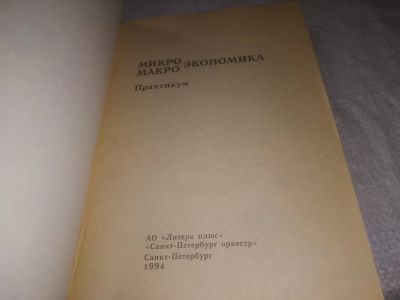 МИКРО
МАКРО ЭКОНОМИКА
Практикум
АО «Литера плюс»
«Санкт-Петербург оркестр»
Санкт-Петербург
1994